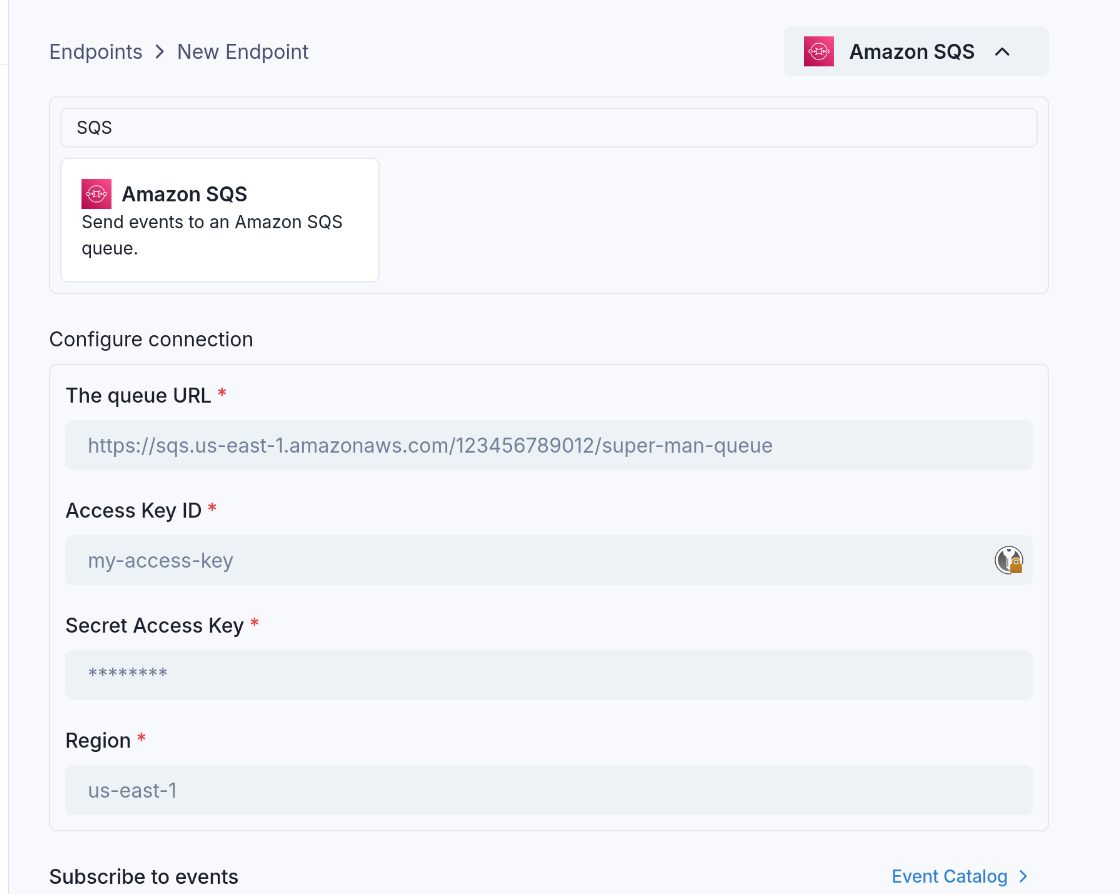 Endpoints > New Endpoint
Amazon SQS
SQS
Amazon SQS
Send events to an Amazon SQS
queue.
Configure connection
The queue URL *
https://sqs.us-east-1.amazonaws.com/123456789012/super-man-queue
Access Key ID *
my-access-key
Secret Access Key *
********
Region *
us-east-1
Subscribe to events
Event Catalog >